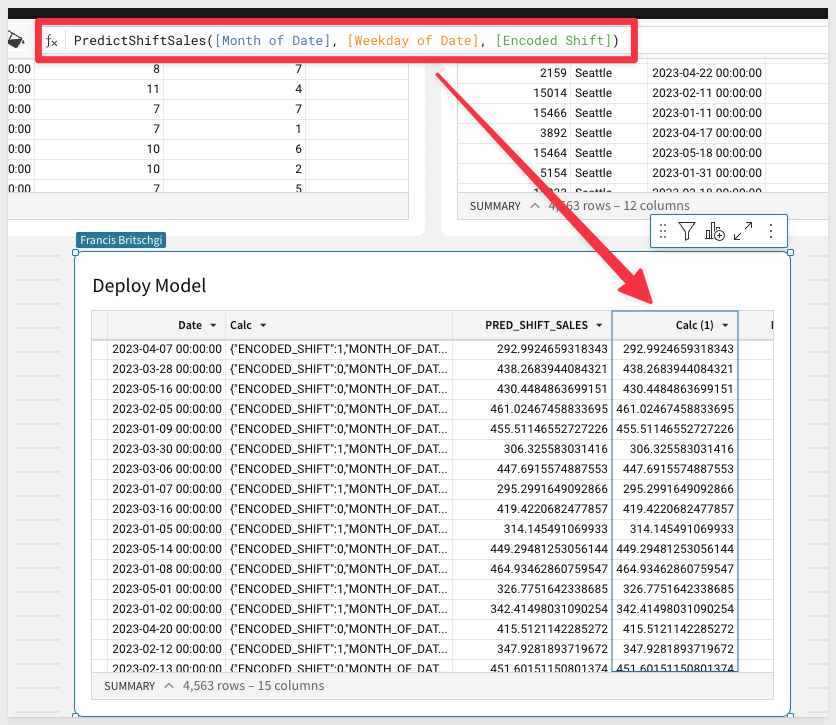 fx PredictShiftSales([Month of Date], [Weekday of Date], [Encoded Shift])
0:00 8 7
0:00 11 4
0:00 7 7
0:00 7 1
0:00 10 6
0:00 10 2
0:00 7 5
2159 Seattle 2023-04-22 00:00:00
15014 Seattle 2023-02-11 00:00:00
15466 Seattle 2023-01-11 00:00:00
3892 Seattle 2023-04-17 00:00:00
15464 Seattle 2023-05-18 00:00:00
5154 Seattle 2023-01-31 00:00:00
SUMMARY 4,563 rows – 12 columns
Francis Britschgi
Deploy Model
Date Calc PRED_SHIFT_SALES Calc (1)
2023-04-07 00:00:00 {"ENCODED_SHIFT":1,"MONTH_OF_DAT... 292.9924659318343 292.9924659318343
2023-03-28 00:00:00 {"ENCODED_SHIFT":0,"MONTH_OF_DAT... 438.2683944084321 438.2683944084321
2023-05-16 00:00:00 {"ENCODED_SHIFT":0,"MONTH_OF_DAT... 430.4484863699151 430.4484863699151
2023-02-05 00:00:00 {"ENCODED_SHIFT":0,"MONTH_OF_DAT... 461.02467458833695 461.02467458833695
2023-01-09 00:00:00 {"ENCODED_SHIFT":0,"MONTH_OF_DAT... 455.51146552727226 455.51146552727226
2023-03-30 00:00:00 {"ENCODED_SHIFT":1,"MONTH_OF_DAT... 306.325583031416 306.325583031416
2023-03-06 00:00:00 {"ENCODED_SHIFT":0,"MONTH_OF_DAT... 447.6915574887553 447.6915574887553
2023-01-07 00:00:00 {"ENCODED_SHIFT":1,"MONTH_OF_DAT... 295.2991649092866 295.2991649092866
2023-03-16 00:00:00 {"ENCODED_SHIFT":0,"MONTH_OF_DAT... 419.4220682477857 419.4220682477857
2023-01-05 00:00:00 {"ENCODED_SHIFT":1,"MONTH_OF_DAT... 314.145491069933 314.145491069933
2023-05-14 00:00:00 {"ENCODED_SHIFT":0,"MONTH_OF_DAT... 449.29481253056144 449.29481253056144
2023-01-08 00:00:00 {"ENCODED_SHIFT":0,"MONTH_OF_DAT... 464.93462860759547 464.93462860759547
2023-05-01 00:00:00 {"ENCODED_SHIFT":1,"MONTH_OF_DAT... 326.7751642338685 326.7751642338685
2023-01-02 00:00:00 {"ENCODED_SHIFT":1,"MONTH_OF_DAT... 342.41498031090254 342.41498031090254
2023-04-20 00:00:00 {"ENCODED_SHIFT":0,"MONTH_OF_DAT... 415.5121142285272 415.5121142285272
2023-02-12 00:00:00 {"ENCODED_SHIFT":1,"MONTH_OF_DAT... 347.9281893719672 347.9281893719672
2023-02-13 00:00:00 {"ENCODED_SHIFT":0,"MONTH_OF_DAT... 451.60151150801374 451.60151150801374
SUMMARY 4,563 rows – 15 columns